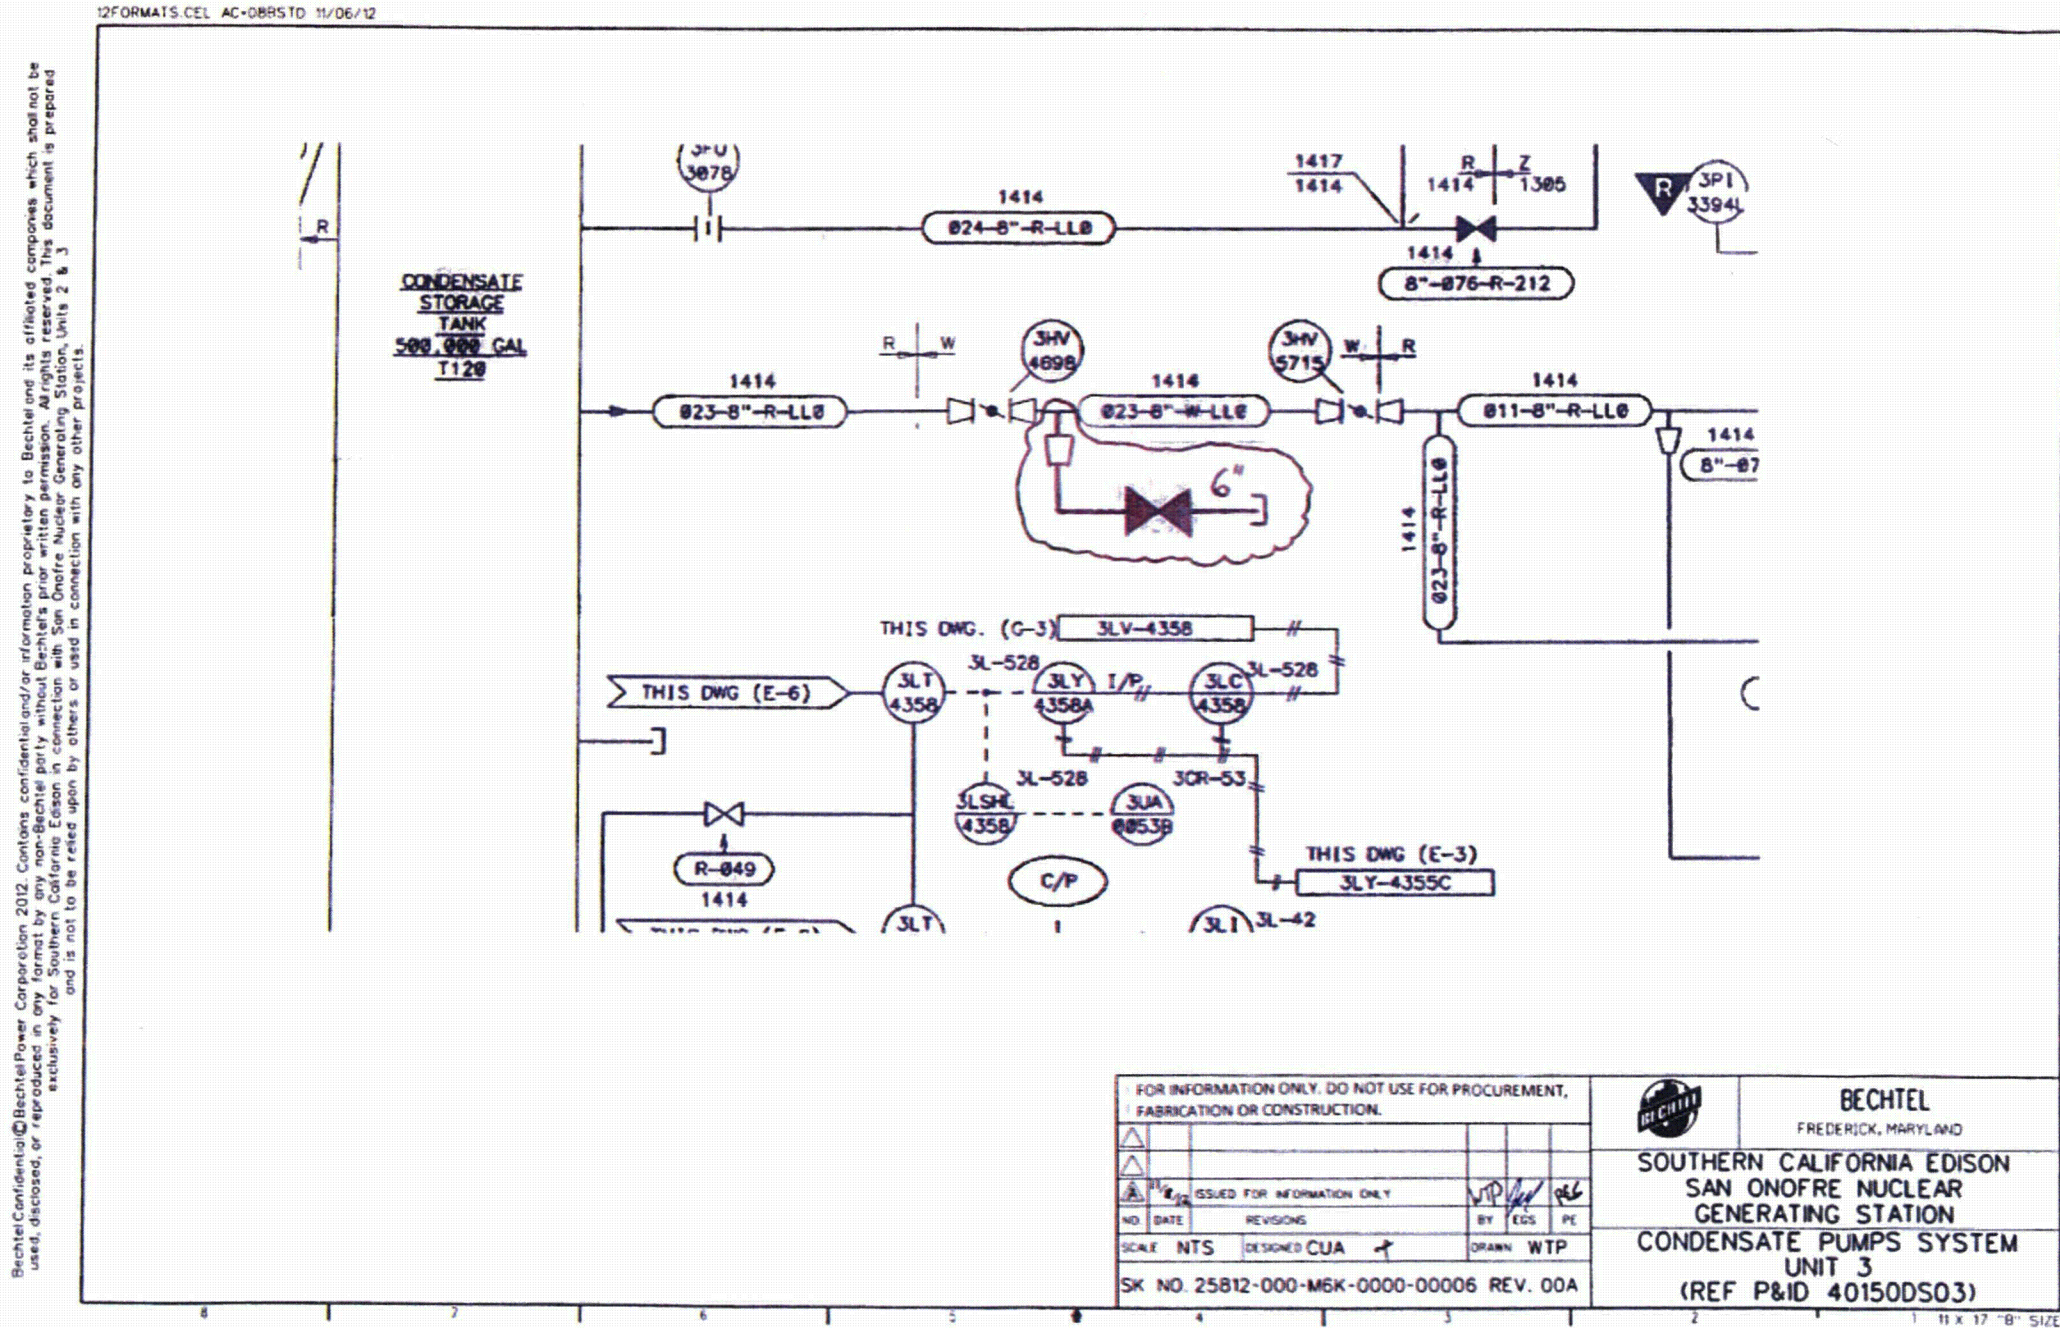 12FORMATS.CEL AC-OBBSTD 11/06/12
Bechtel Confidential © Bechtel Power Corporation 2012. Contains confidential and/or information proprietary to Bechtel and its affiliated companies which shall not be
used, disclosed, or reproduced in any format by any non-Bechtel party without Bechtel's prior written permission. All rights reserved. This document is prepared
exclusively for Southern California Edison in connection with San Onofre Nuclear Generating Station, Units 2 & 3
and is not to be relied upon by others or used in connection with any other projects.
3FO
3078
1414
024-8"-R-LL0
1417
1414
R Z
1414 1305
1414
8"-076-R-212
R
3PI
3394L
R
CONDENSATE
STORAGE
TANK
500,000 GAL
T120
R W
3HV
4698
3HV
5715
W R
1414
023-8"-R-LL0
1414
023-8"-W-LL0
1414
011-8"-R-LL0
1414
8"-07
6"
1414
023-8"-R-LL0
THIS DWG. (G-3) 3LV-4358
3L-528
3L-528
THIS DWG (E-6)
3LT
4358
3LY
4358A
I/P
3LC
4358
3L-528
3CR-53
3LSHL
4358
3UA
0053B
R-049
1414
C/P
THIS DWG (E-3)
3LY-4355C
3LT
3LI
3L-42
FOR INFORMATION ONLY. DO NOT USE FOR PROCUREMENT,
FABRICATION OR CONSTRUCTION.
A ISSUED FOR INFORMATION ONLY WTP PEG
NO. DATE REVISIONS BY EGS PE
SCALE NTS DESIGNED CUA DRAWN WTP
SK NO. 25812-000-M6K-0000-00006 REV. 00A
BECHTEL
BECHTEL
FREDERICK, MARYLAND
SOUTHERN CALIFORNIA EDISON
SAN ONOFRE NUCLEAR
GENERATING STATION
CONDENSATE PUMPS SYSTEM
UNIT 3
(REF P&ID 40150DS03)
8 7 6 5 4 3 2 1 11 X 17 "B" SIZE